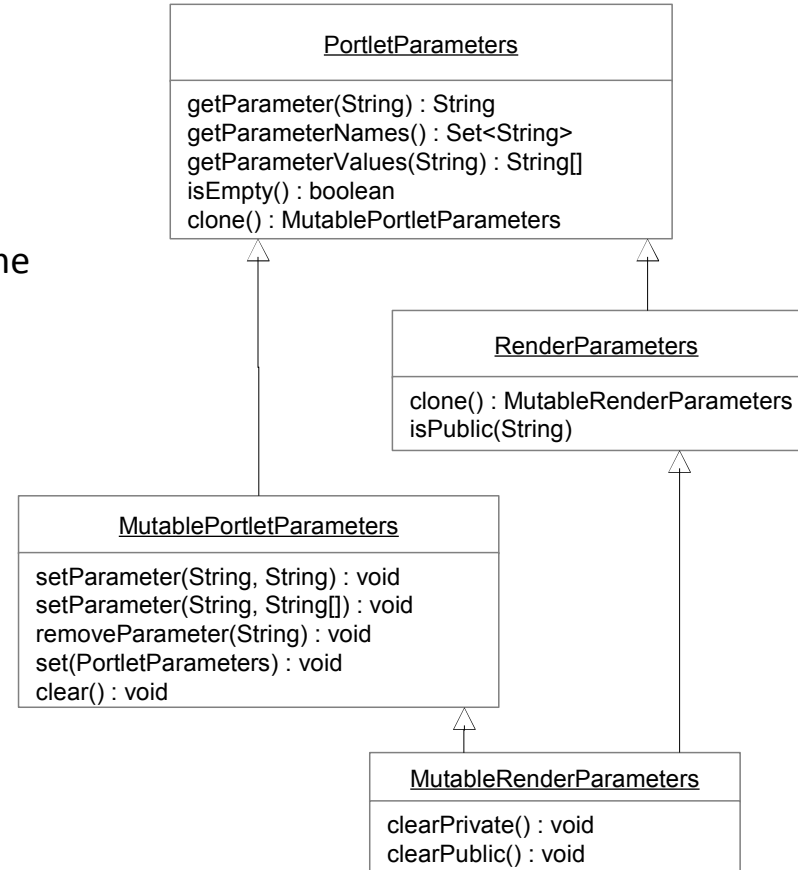 PortletParameters
getParameter(String) : String
getParameterNames() : Set<String>
getParameterValues(String) : String[]
isEmpty() : boolean
clone() : MutablePortletParameters
RenderParameters
clone() : MutableRenderParameters
isPublic(String)
MutablePortletParameters
setParameter(String, String) : void
setParameter(String, String[]) : void
removeParameter(String) : void
set(PortletParameters) : void
clear() : void
MutableRenderParameters
clearPrivate() : void
clearPublic() : void